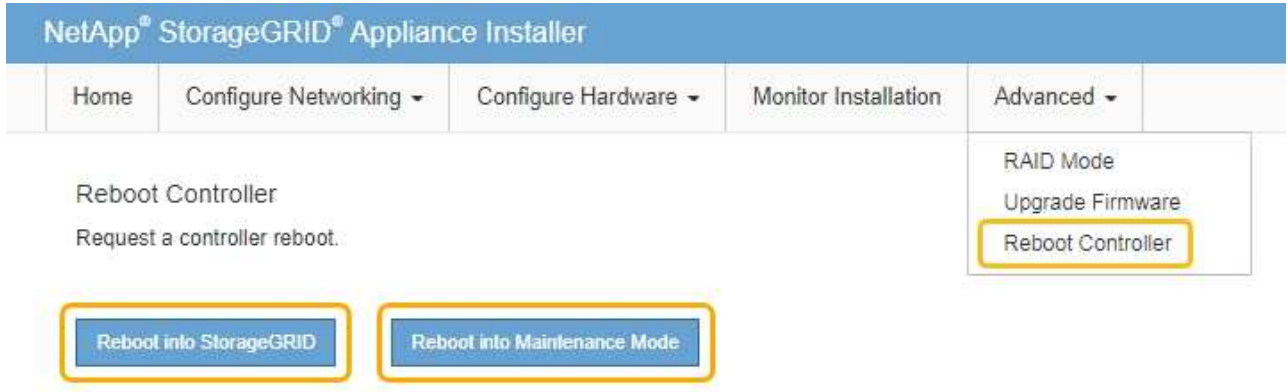 NetApp® StorageGRID® Appliance Installer
Home Configure Networking Configure Hardware Monitor Installation Advanced
RAID Mode
Upgrade Firmware
Reboot Controller
Reboot Controller
Request a controller reboot.
Reboot into StorageGRID Reboot into Maintenance Mode